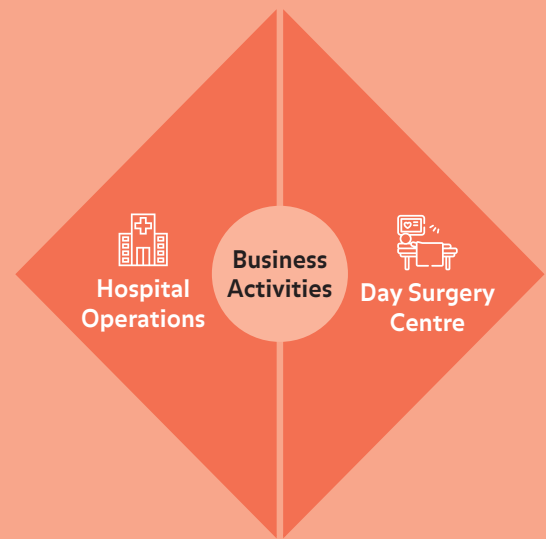 Business
Activities
Hospital
Operations
Day Surgery
Centre